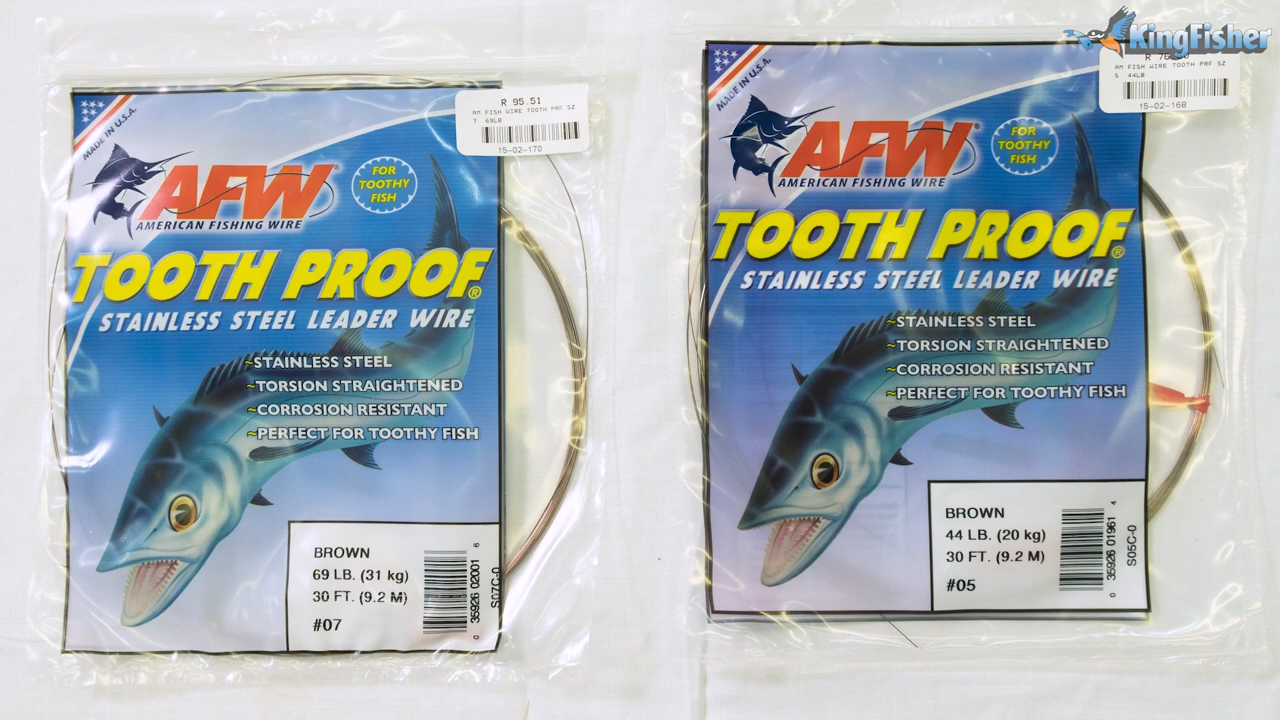 R 95.51
AM FISH WIRE TOOTH PRF SZ
7 69LB
15-02-170
MADE IN U.S.A.
AFW
AMERICAN FISHING WIRE
FOR
TOOTHY
FISH
TOOTH PROOF®
STAINLESS STEEL LEADER WIRE
~STAINLESS STEEL
~TORSION STRAIGHTENED
~CORROSION RESISTANT
~PERFECT FOR TOOTHY FISH
BROWN
69 LB. (31 kg)
30 FT. (9.2 M)
#07
0 35926 02001 6
S07C-0
KingFisher
AM FISH WIRE TOOTH PRF SZ
5 44LB
15-02-168
MADE IN U.S.A.
AFW
AMERICAN FISHING WIRE
FOR
TOOTHY
FISH
TOOTH PROOF®
STAINLESS STEEL LEADER WIRE
~STAINLESS STEEL
~TORSION STRAIGHTENED
~CORROSION RESISTANT
~PERFECT FOR TOOTHY FISH
BROWN
44 LB. (20 kg)
30 FT. (9.2 M)
#05
0 35926 01961 4
S05C-0